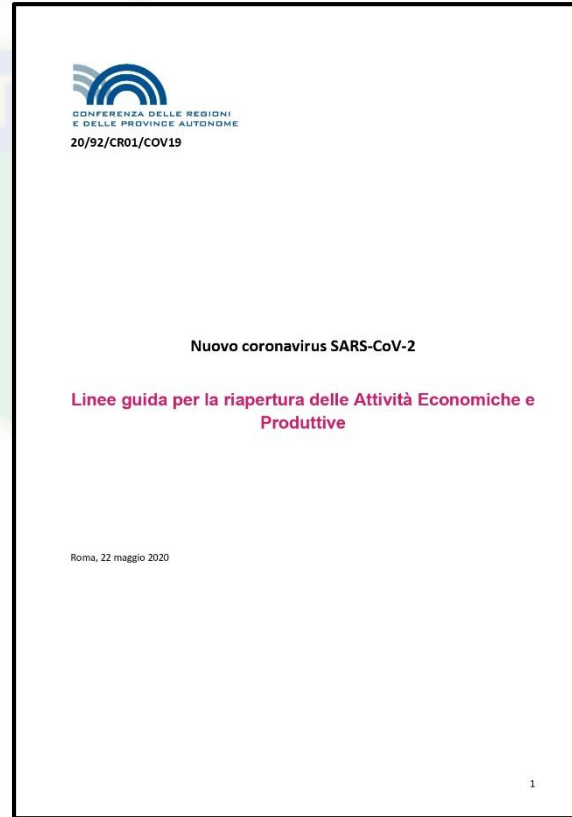 CONFERENZA DELLE REGIONI
E DELLE PROVINCE AUTONOME
20/92/CR01/COV19
Nuovo coronavirus SARS-CoV-2
Linee guida per la riapertura delle Attività Economiche e
Produttive
Roma, 22 maggio 2020
1